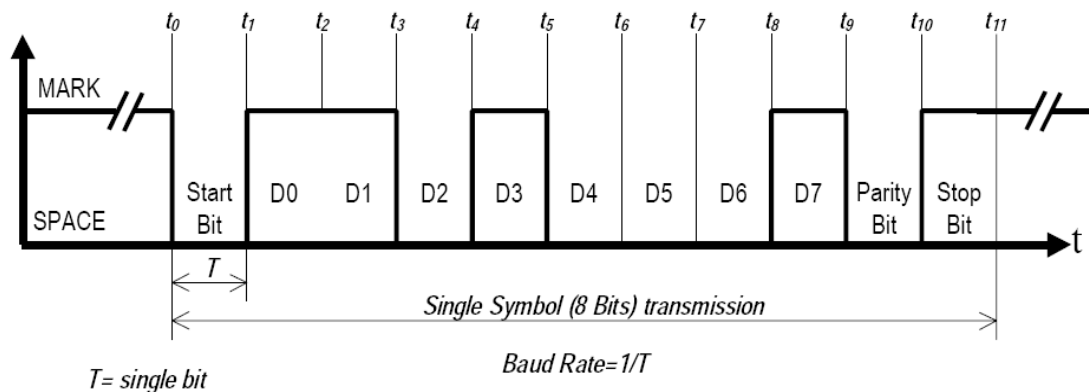 t0 t1 t2 t3 t4 t5 t6 t7 t8 t9 t10 t11
MARK
Start Bit D0 D1 D2 D3 D4 D5 D6 D7 Parity Bit Stop Bit
SPACE
t
T
Single Symbol (8 Bits) transmission
Baud Rate=1/T
T= single bit